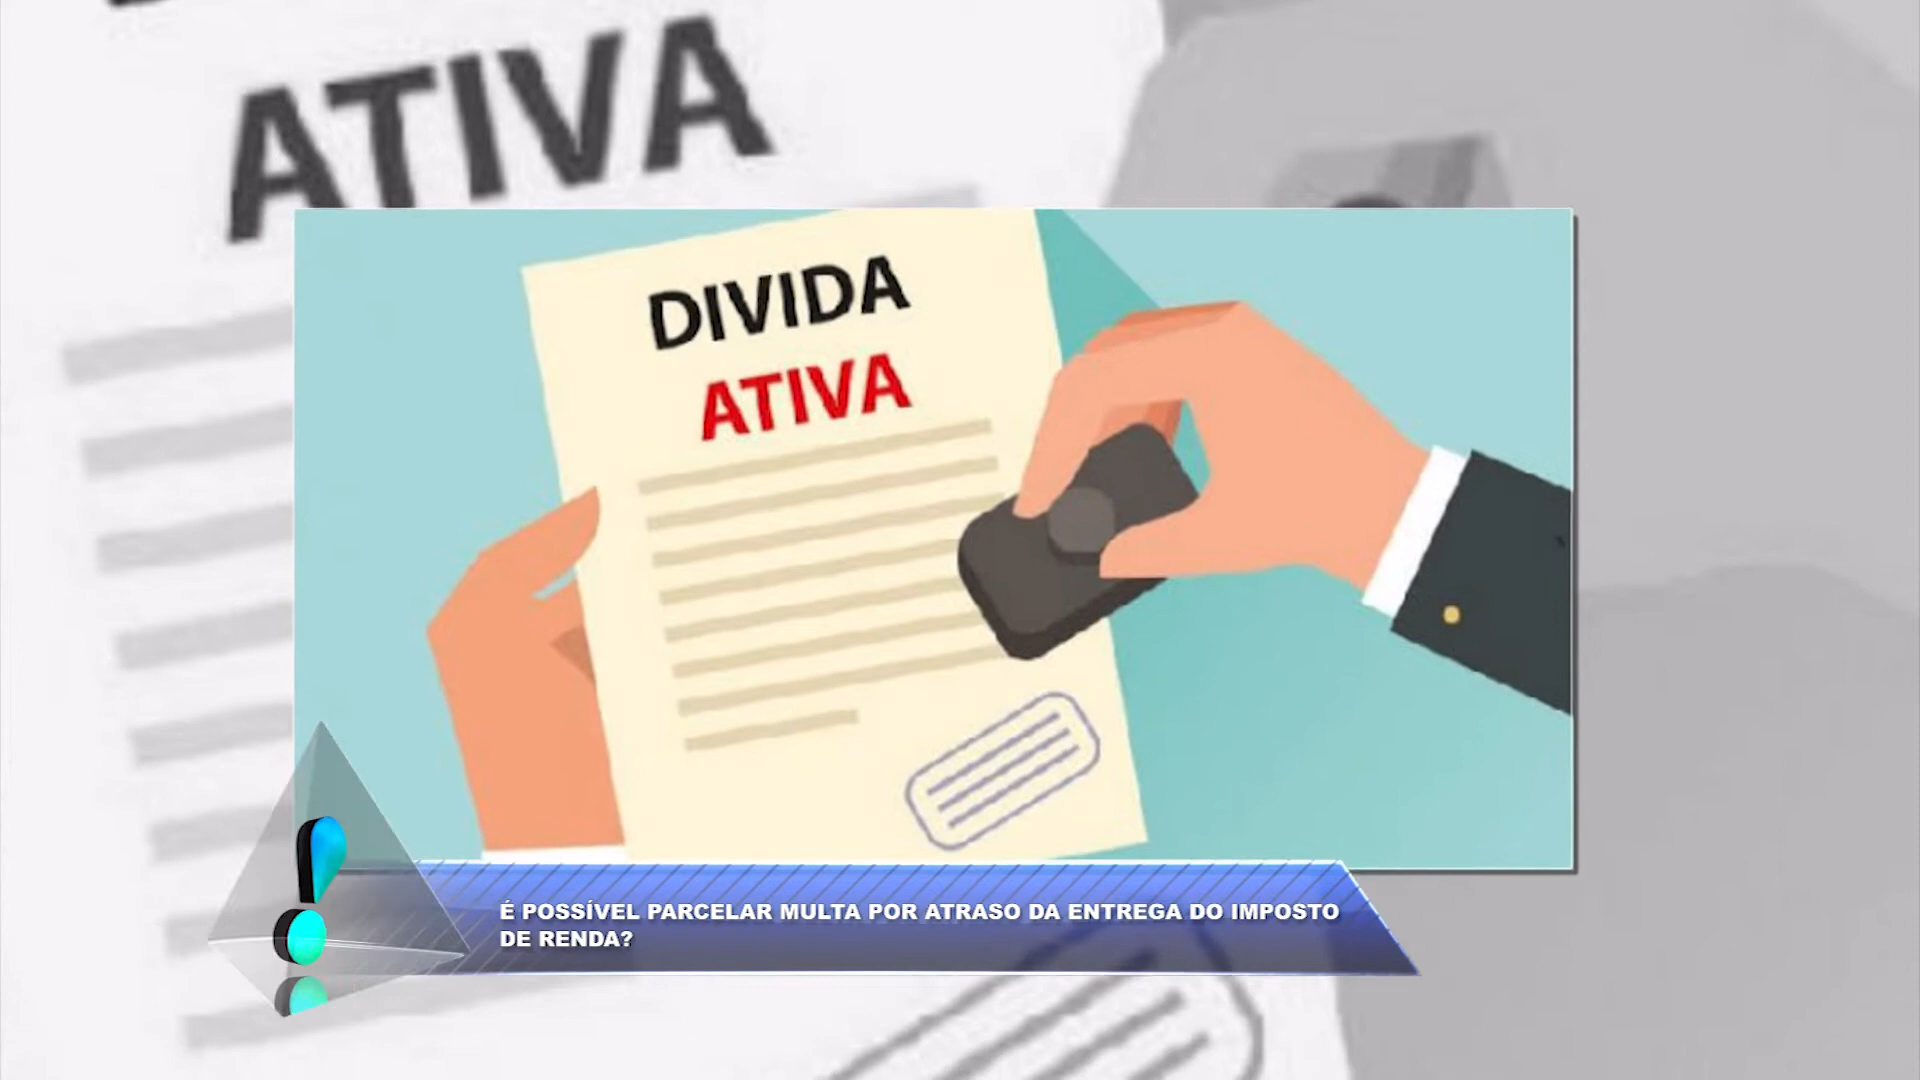 ATIVA
DIVIDA
ATIVA
É POSSÍVEL PARCELAR MULTA POR ATRASO DA ENTREGA DO IMPOSTO
DE RENDA?